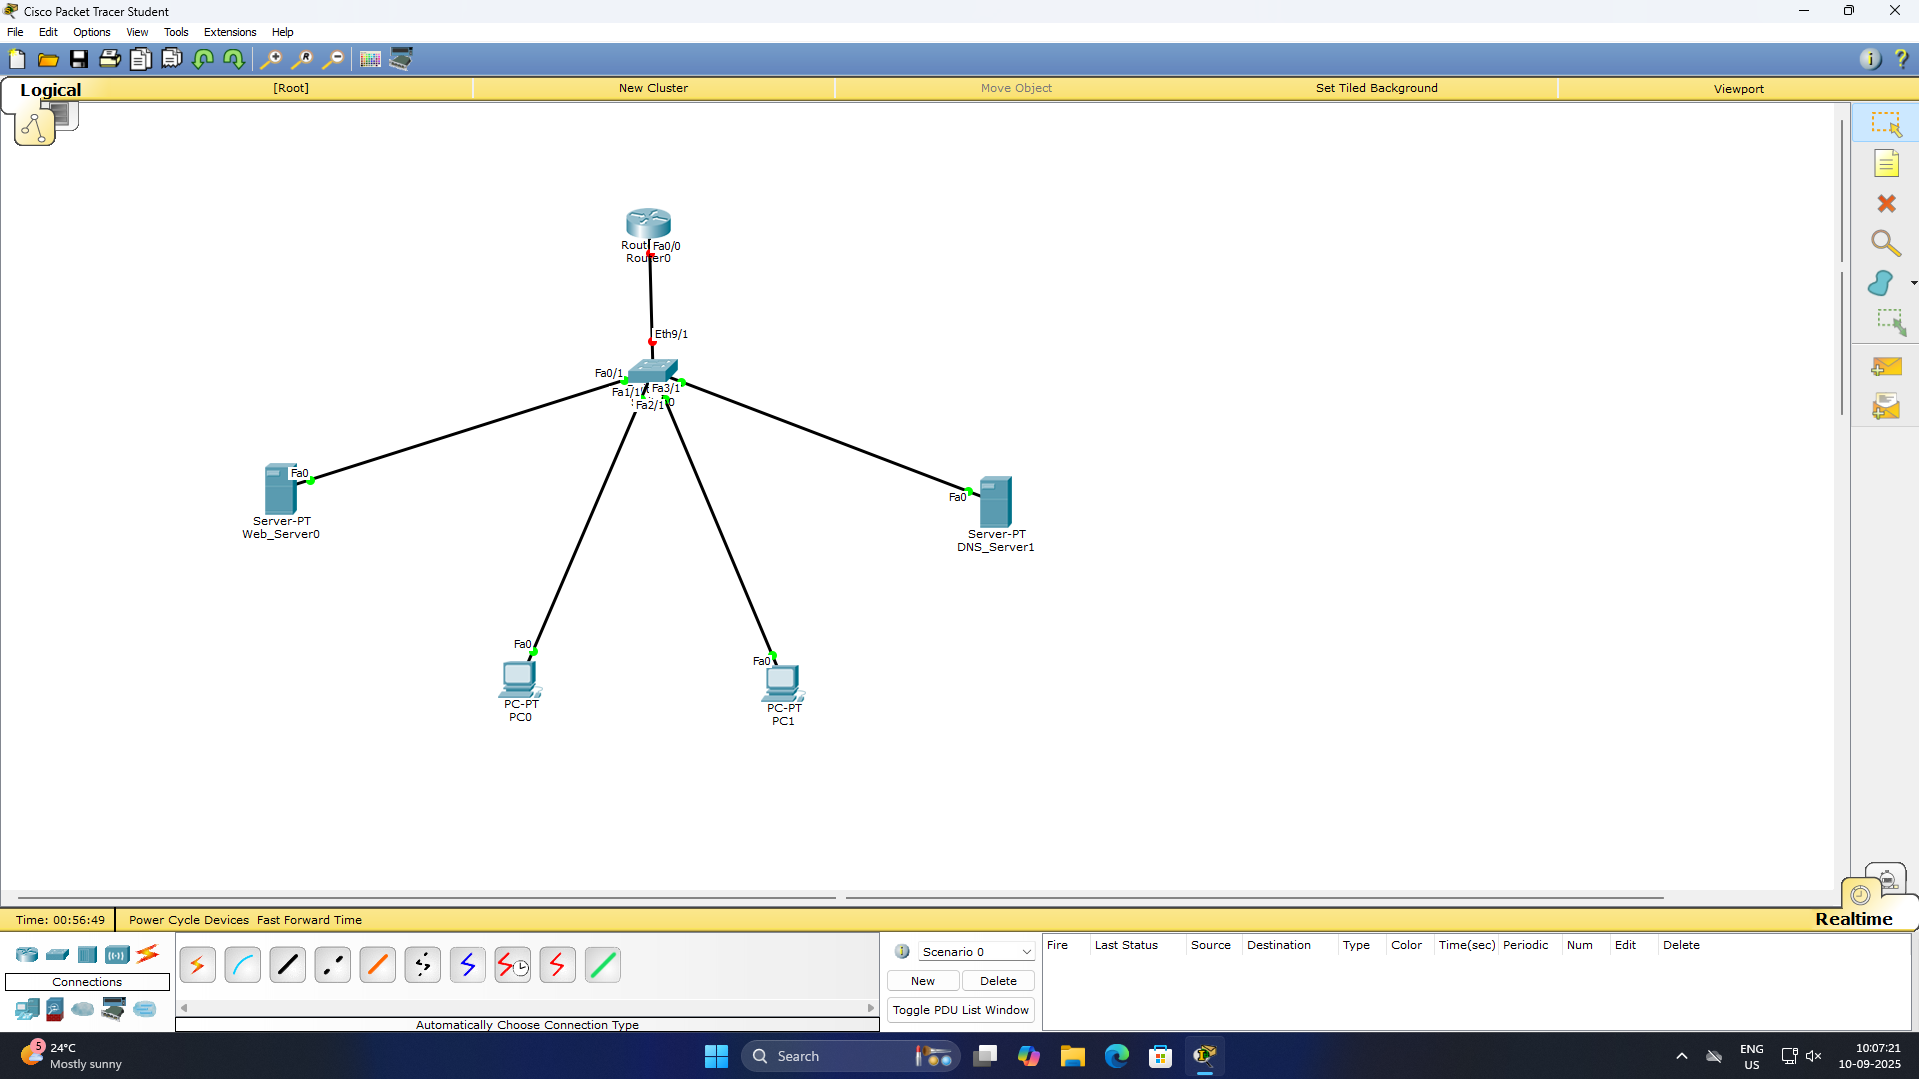 Cisco Packet Tracer Student
File Edit Options View Tools Extensions Help
Logical [Root] New Cluster Move Object Set Tiled Background Viewport
Fa0/0
Router0
Eth9/1
Fa0/1
Fa1/1 Fa3/1
Fa2/1
Fa0
Server-PT
Web_Server0
Fa0
Server-PT
DNS_Server1
Fa0
PC-PT
PC0
Fa0
PC-PT
PC1
Time: 00:56:49 Power Cycle Devices Fast Forward Time Realtime
Connections
Automatically Choose Connection Type
Scenario 0
New Delete
Toggle PDU List Window
Fire Last Status Source Destination Type Color Time(sec) Periodic Num Edit Delete
5
24°C
Mostly sunny
Search
ENG
US
10:07:21
10-09-2025